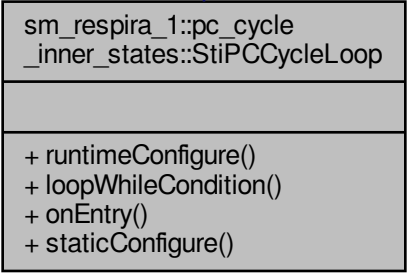 sm_respira_1::pc_cycle
_inner_states::StiPCCycleLoop
+ runtimeConfigure()
+ loopWhileCondition()
+ onEntry()
+ staticConfigure()